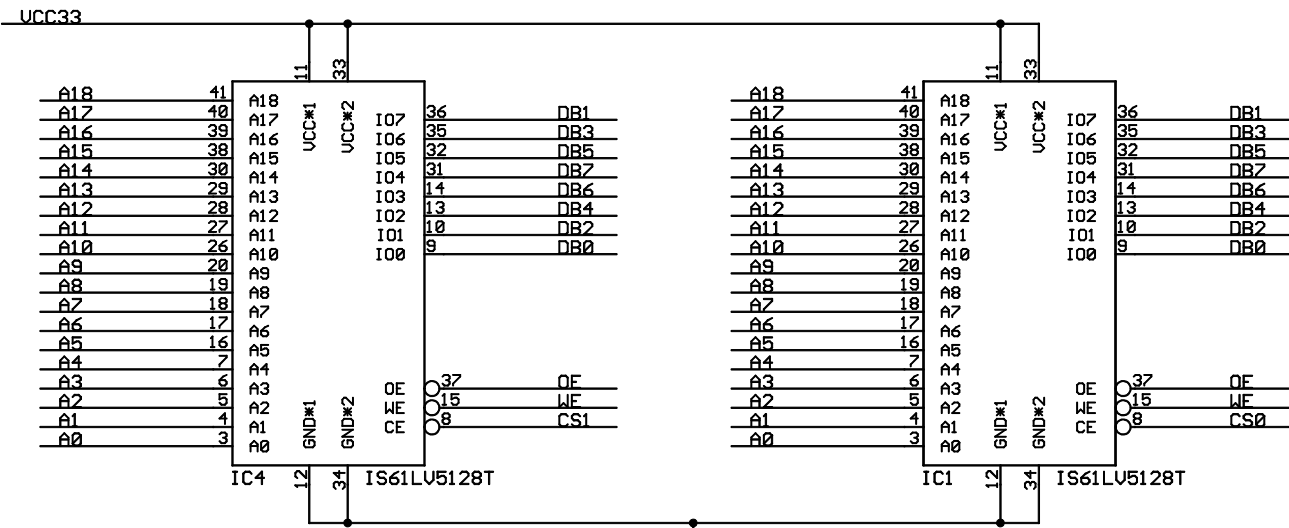 VCC33
11 33 11 33
A18 41 A18 A18 41 A18
A17 40 A17 VCC*1 VCC*2 IO7 36 DB1 A17 40 A17 VCC*1 VCC*2 IO7 36 DB1
A16 39 A16 IO6 35 DB3 A16 39 A16 IO6 35 DB3
A15 38 A15 IO5 32 DB5 A15 38 A15 IO5 32 DB5
A14 30 A14 IO4 31 DB7 A14 30 A14 IO4 31 DB7
A13 29 A13 IO3 14 DB6 A13 29 A13 IO3 14 DB6
A12 28 A12 IO2 13 DB4 A12 28 A12 IO2 13 DB4
A11 27 A11 IO1 10 DB2 A11 27 A11 IO1 10 DB2
A10 26 A10 IO0 9 DB0 A10 26 A10 IO0 9 DB0
A9 20 A9 A9 20 A9
A8 19 A8 A8 19 A8
A7 18 A7 A7 18 A7
A6 17 A6 A6 17 A6
A5 16 A5 A5 16 A5
A4 7 A4 A4 7 A4
A3 6 A3 OE 37 OE A3 6 A3 OE 37 OE
A2 5 A2 GND*1 GND*2 WE 15 WE A2 5 A2 GND*1 GND*2 WE 15 WE
A1 4 A1 CE 8 CS1 A1 4 A1 CE 8 CS0
A0 3 A0 A0 3 A0
IC4 12 34 IS61LV5128T IC1 12 34 IS61LV5128T